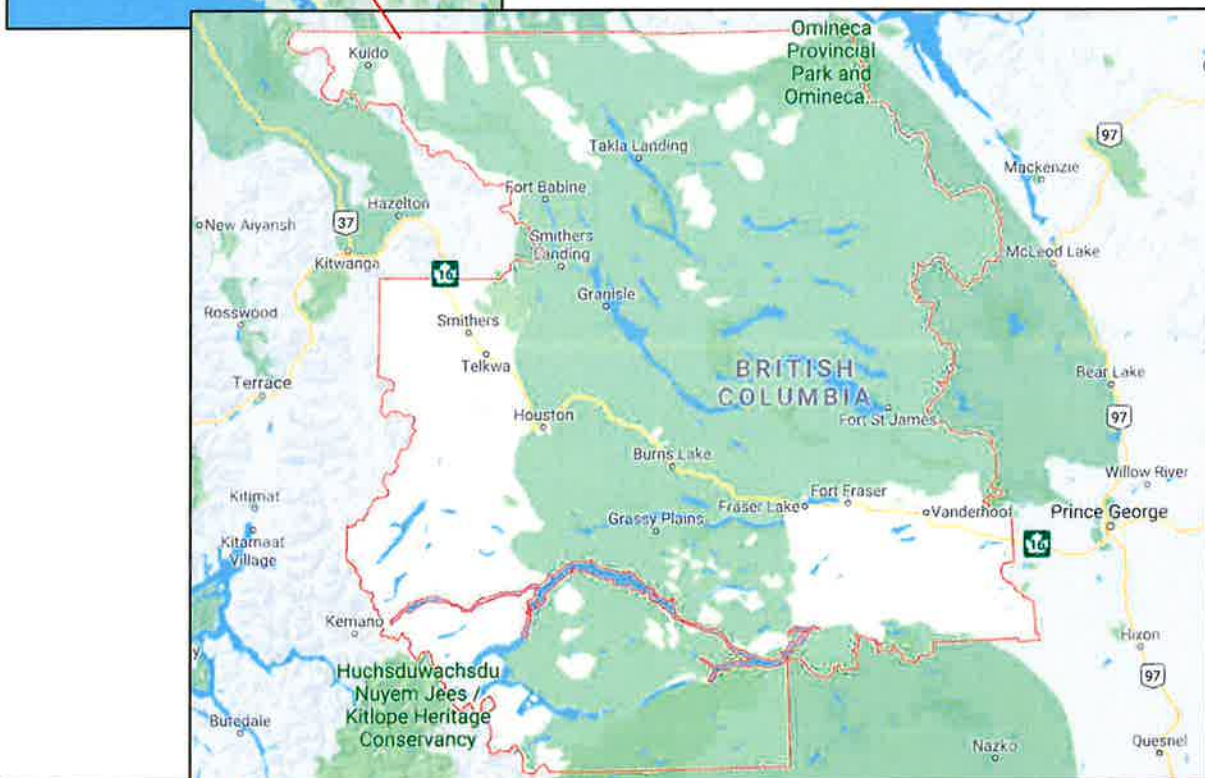 Omineca
Provincial
Park and
Omineca...
Kuldo
97
Takla Landing
Mackenzie
Fort Babine
Hazelton
New Aiyansh
37
Smithers
Landing
Kitwanga
McLeod Lake
16
Granisle
Rosswood
Smithers
Telkwa
BRITISH
COLUMBIA
Terrace
Bear Lake
Houston
Fort St James
97
Burns Lake
Willow River
Kitimat
Fort Fraser
Fraser Lake
Vanderhoof
Prince George
Grassy Plains
Kitamaat
Village
16
Kemano
Hixon
y
Huchsduwachsdu
Nuyem Jees /
Kitlope Heritage
Conservancy
97
Butedale
Nazko
Quesnel